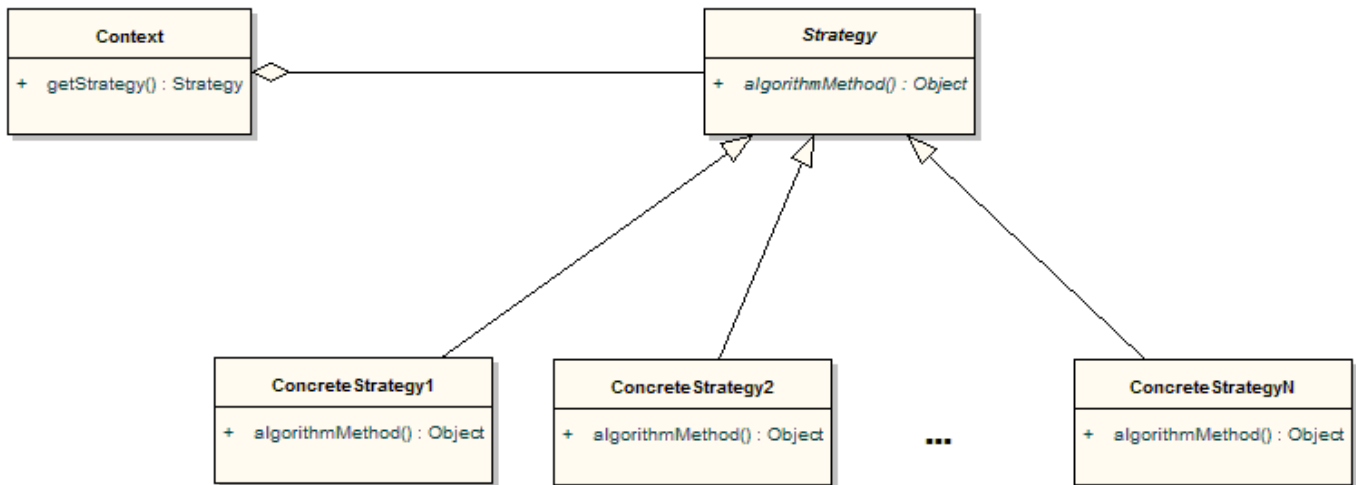 Context
+ getStrategy() : Strategy
Strategy
+ algorithmMethod() : Object
ConcreteStrategy1
+ algorithmMethod() : Object
ConcreteStrategy2
+ algorithmMethod() : Object
...
ConcreteStrategyN
+ algorithmMethod() : Object